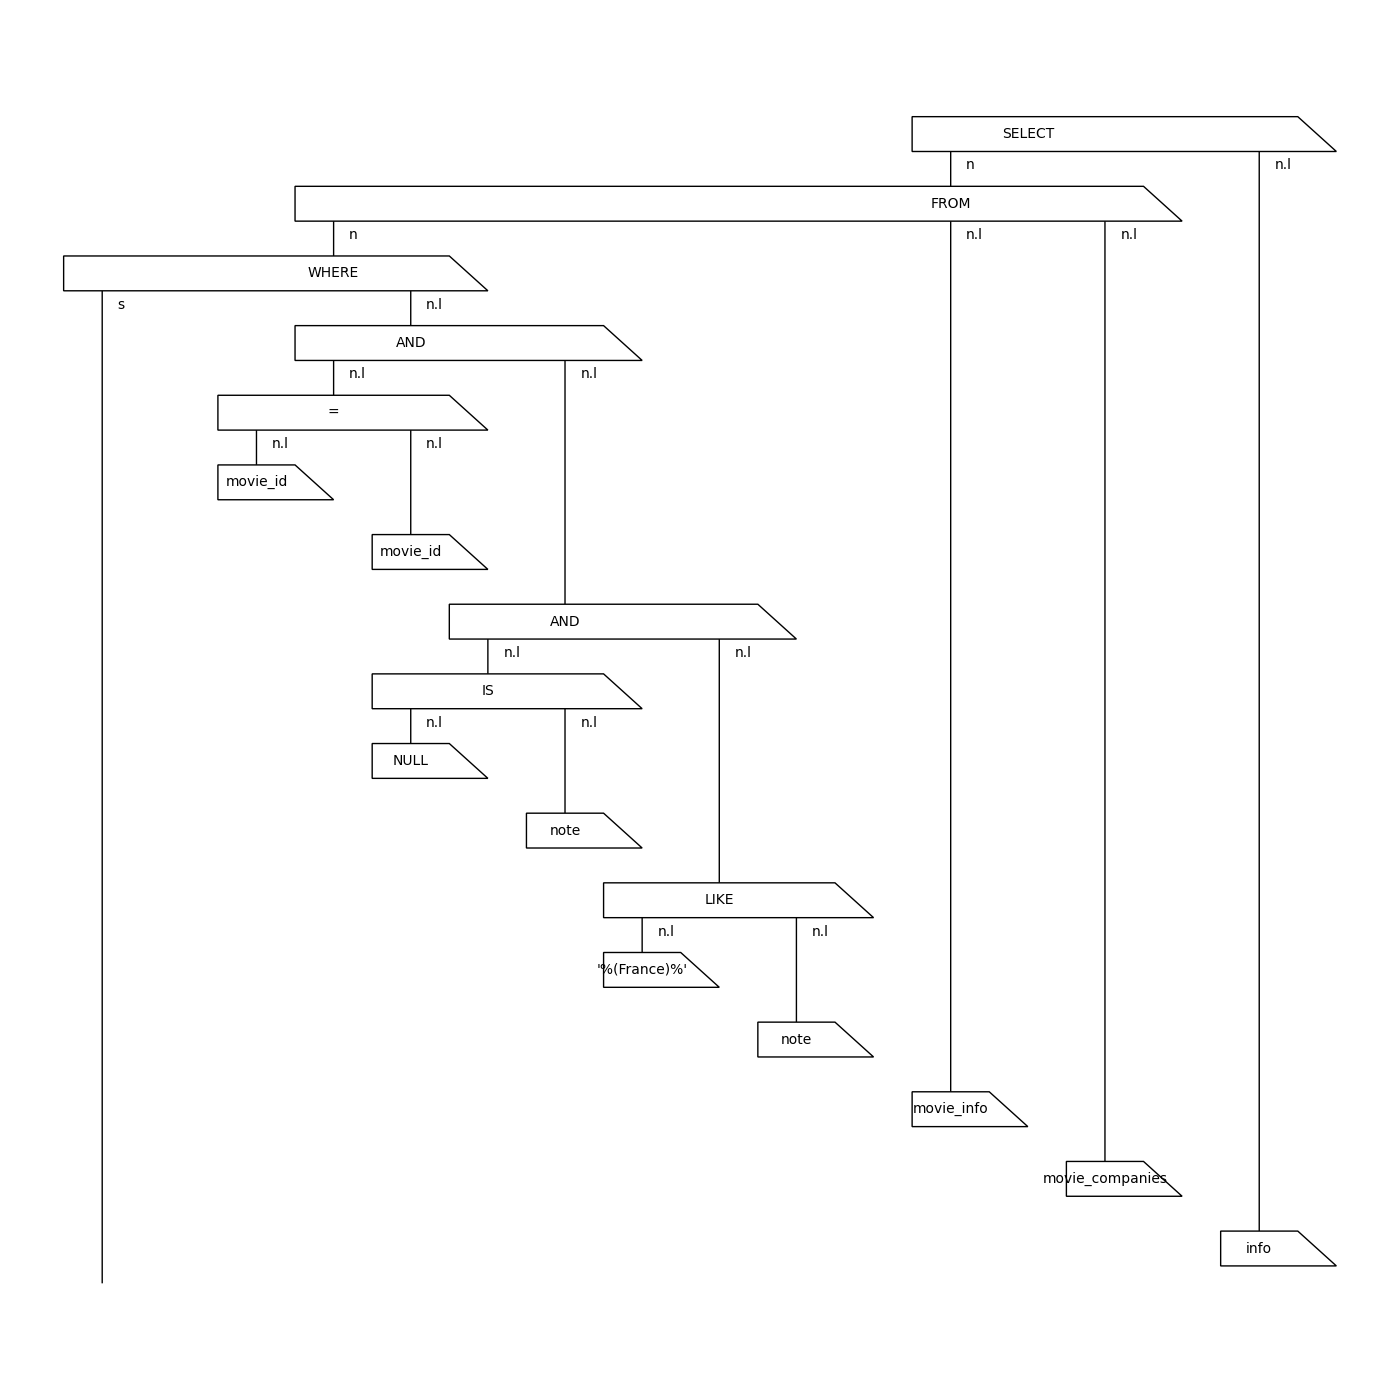 SELECT
n n.l
FROM
n n.l n.l
WHERE
s n.l
AND
n.l n.l
=
n.l n.l
movie_id
movie_id
AND
n.l n.l
IS
n.l n.l
NULL
note
LIKE
n.l n.l
'%(France)%'
note
movie_info
movie_companies
info